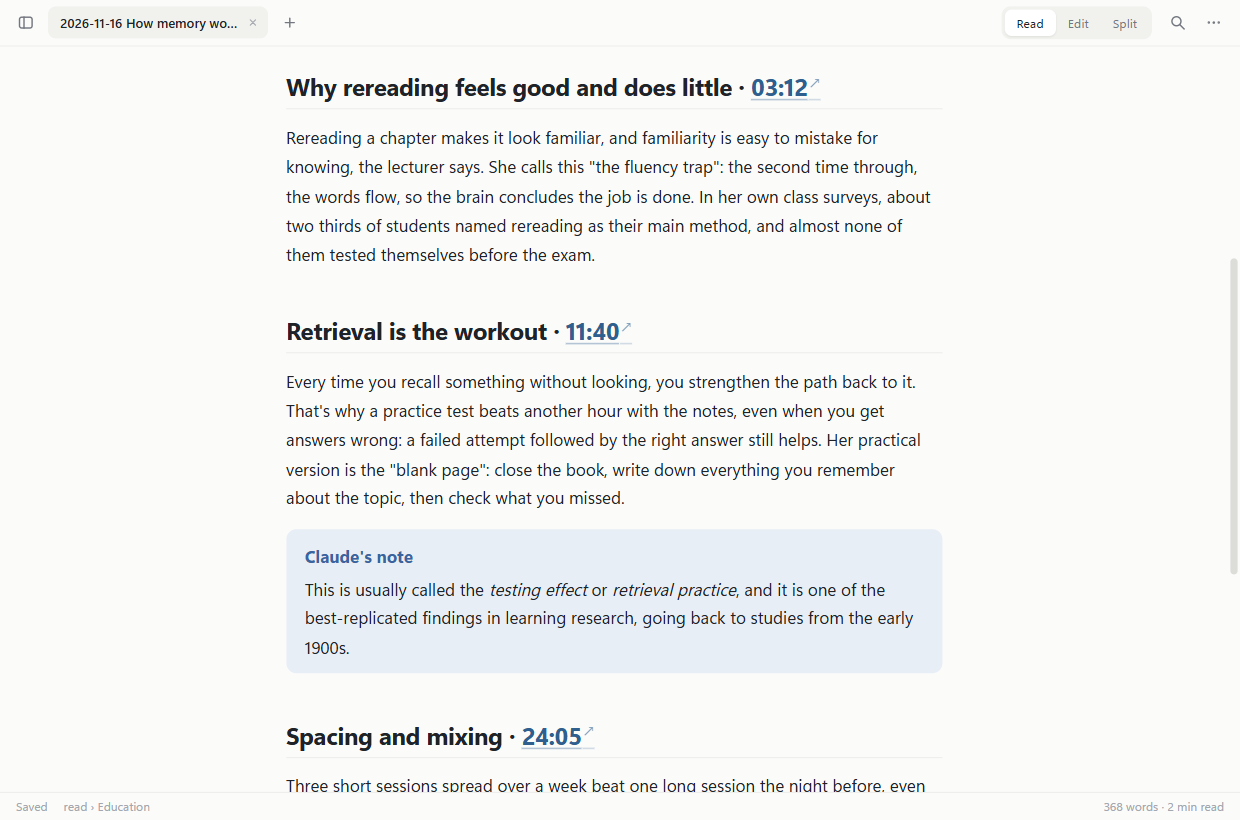 2026-11-16 How memory wo...
Read Edit Split
Why rereading feels good and does little · 03:12
Rereading a chapter makes it look familiar, and familiarity is easy to mistake for
knowing, the lecturer says. She calls this "the fluency trap": the second time through,
the words flow, so the brain concludes the job is done. In her own class surveys, about
two thirds of students named rereading as their main method, and almost none of
them tested themselves before the exam.
Retrieval is the workout · 11:40
Every time you recall something without looking, you strengthen the path back to it.
That's why a practice test beats another hour with the notes, even when you get
answers wrong: a failed attempt followed by the right answer still helps. Her practical
version is the "blank page": close the book, write down everything you remember
about the topic, then check what you missed.
Claude's note
This is usually called the testing effect or retrieval practice, and it is one of the
best-replicated findings in learning research, going back to studies from the early
1900s.
Spacing and mixing · 24:05
Three short sessions spread over a week beat one long session the night before, even
Saved read › Education
368 words · 2 min read